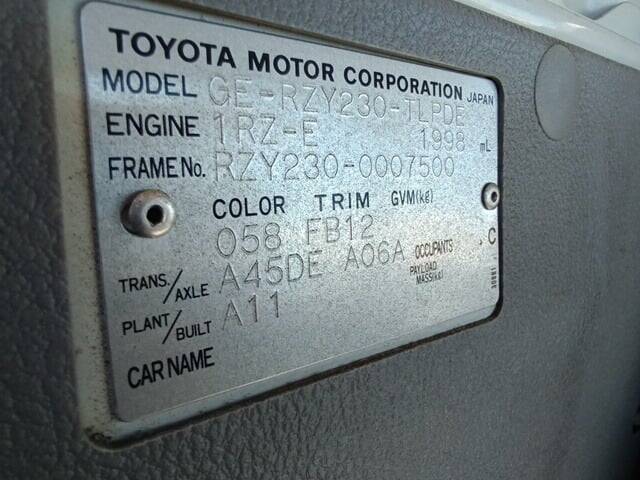 TOYOTA MOTOR CORPORATION JAPAN
MODEL GE-RZY230-TLPDE
ENGINE 1RZ-E 1998 mL
FRAME No. RZY230-0007500
COLOR TRIM GVM(kg)
058 FB12
TRANS./AXLE A45DE A06A OCCUPANTS C
PAYLOAD MASS(kg)
PLANT/BUILT A11
CAR NAME